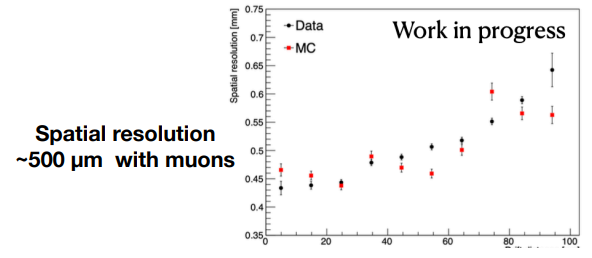 Spatial resolution
~500 μm with muons
Work in progress
Data
MC
Spatial resolution [mm]
0.75
0.7
0.65
0.6
0.55
0.5
0.45
0.4
0.35
0
20
40
60
80
100